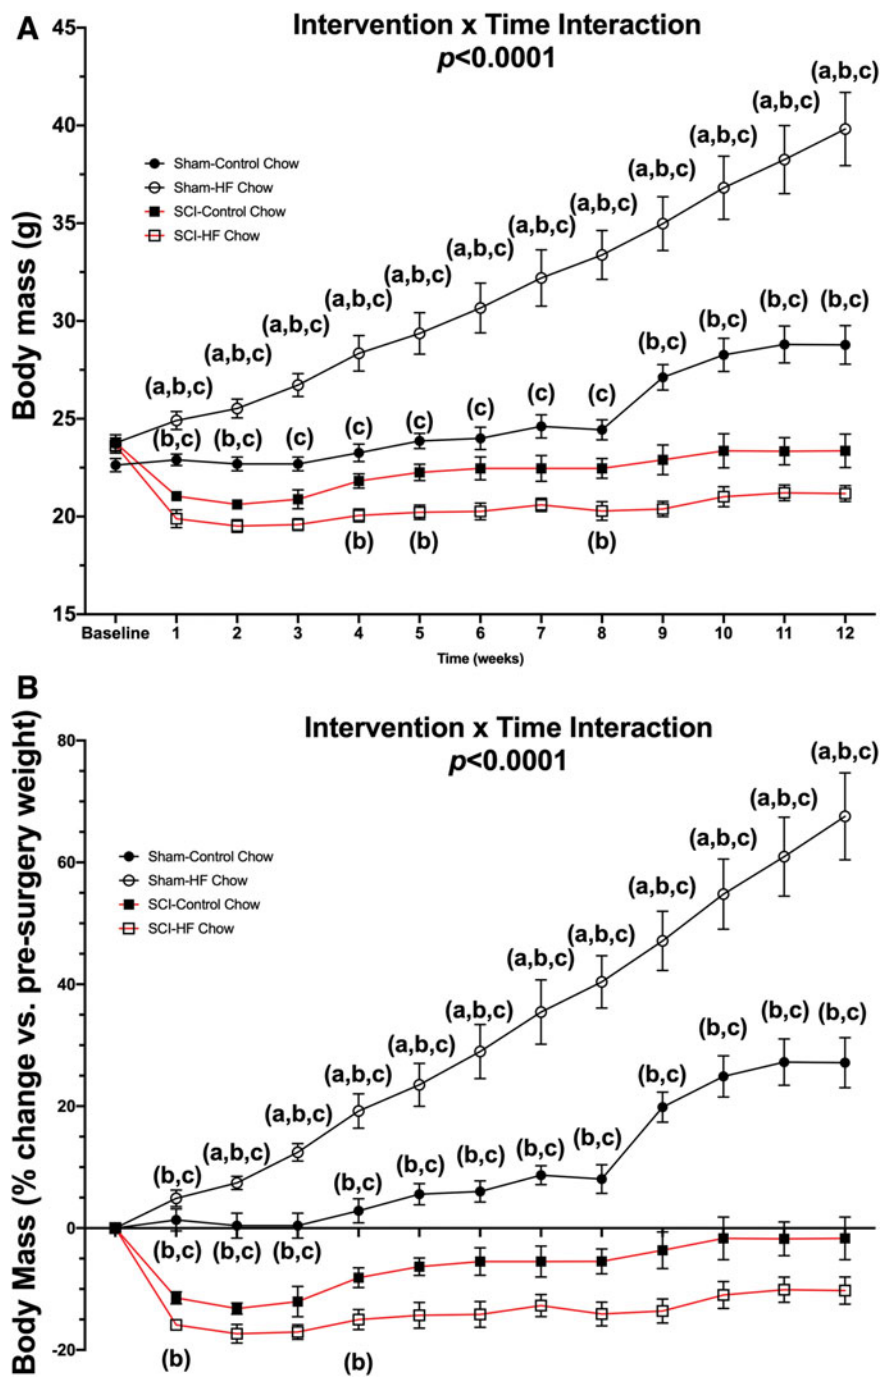 A
Intervention x Time Interaction
p<0.0001
45
40
35
30
25
20
15
Body mass (g)
Sham-Control Chow
Sham-HF Chow
SCI-Control Chow
SCI-HF Chow
(a,b,c) (a,b,c) (a,b,c) (a,b,c) (a,b,c) (a,b,c) (a,b,c) (a,b,c) (a,b,c) (a,b,c) (a,b,c) (a,b,c)
(b,c) (b,c) (c) (c) (c) (c) (c) (c) (b,c) (b,c) (b,c) (b,c)
(b) (b) (b)
Baseline 1 2 3 4 5 6 7 8 9 10 11 12
Time (weeks)
B
Intervention x Time Interaction
p<0.0001
80
60
40
20
0
-20
Body Mass (% change vs. pre-surgery weight)
Sham-Control Chow
Sham-HF Chow
SCI-Control Chow
SCI-HF Chow
(b,c) (a,b,c) (a,b,c) (a,b,c) (a,b,c) (a,b,c) (a,b,c) (a,b,c) (a,b,c) (a,b,c) (a,b,c) (a,b,c)
(b,c) (b,c) (b,c) (b,c) (b,c) (b,c) (b,c) (b,c) (b,c) (b,c) (b,c) (b,c)
(b) (b)